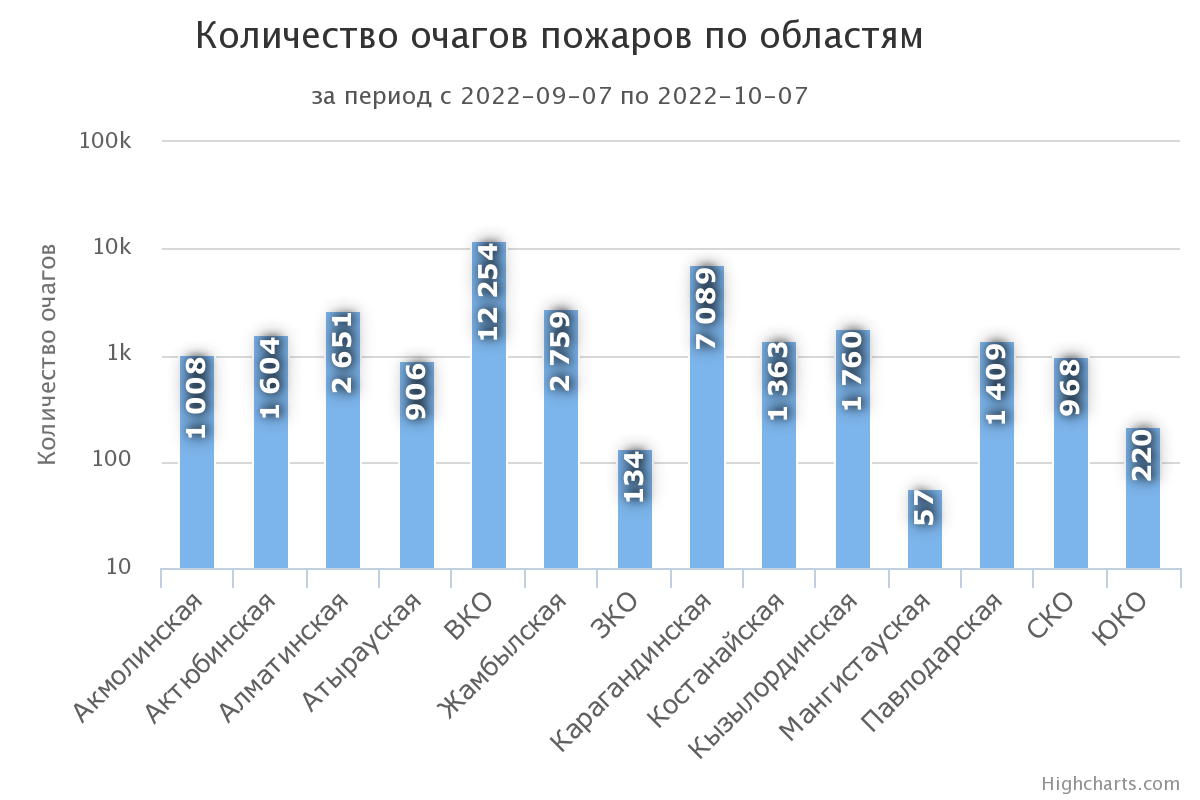 Количество очагов пожаров по областям
за период с 2022-09-07 по 2022-10-07
Количество очагов
100k
10k
1k
100
10
1 008
1 604
2 651
906
12 254
2 759
134
7 089
1 363
1 760
57
1 409
968
220
Акмолинская
Актюбинская
Алматинская
Атырауская
ВКО
Жамбылская
ЗКО
Карагандинская
Костанайская
Кызылординская
Мангистауская
Павлодарская
СКО
ЮКО
Highcharts.com